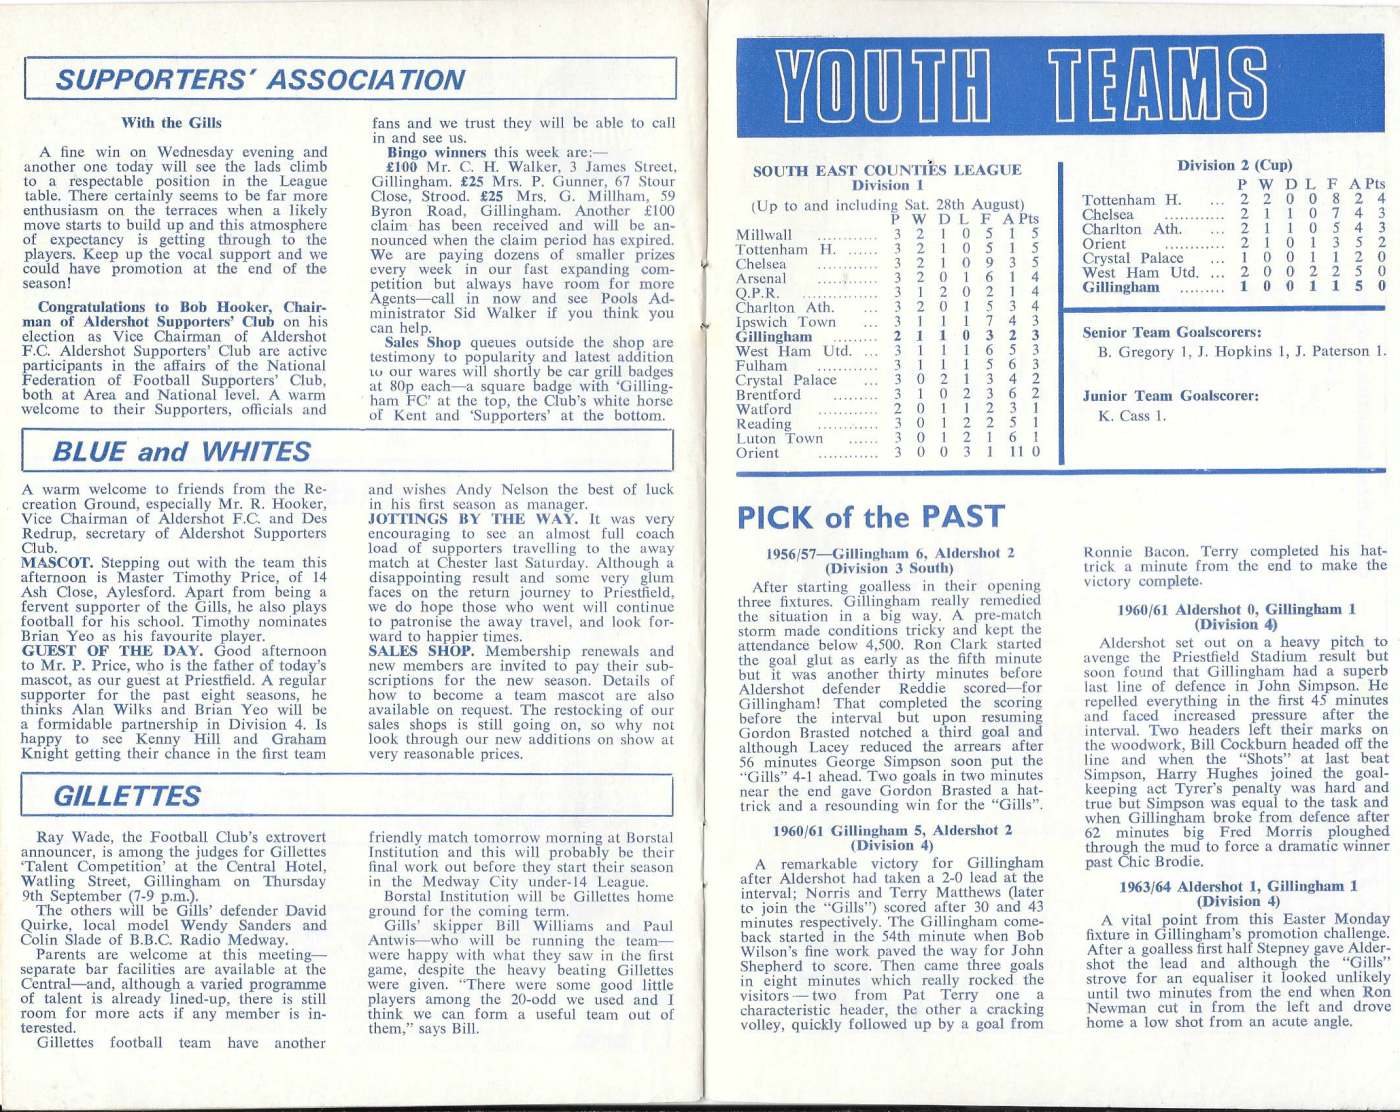 SUPPORTERS' ASSOCIATION
With the Gills
A fine win on Wednesday evening and
another one today will see the lads climb
to a respectable position in the League
table. There certainly seems to be far more
enthusiasm on the terraces when a likely
move starts to build up and this atmosphere
of expectancy is getting through to the
players. Keep up the vocal support and we
could have promotion at the end of the
season!
Congratulations to Bob Hooker, Chair-
man of Aldershot Supporters' Club on his
election as Vice Chairman of Aldershot
F.C. Aldershot Supporters' Club are active
participants in the affairs of the National
Federation of Football Supporters' Club,
both at Area and National level. A warm
welcome to their Supporters, officials and
fans and we trust they will be able to call
in and see us.
Bingo winners this week are:—
£100 Mr. C. H. Walker, 3 James Street,
Gillingham. £25 Mrs. P. Gunner, 67 Stour
Close, Strood. £25 Mrs. G. Millham, 59
Byron Road, Gillingham. Another £100
claim has been received and will be an-
nounced when the claim period has expired.
We are paying dozens of smaller prizes
every week in our fast expanding com-
petition but always have room for more
Agents—call in now and see Pools Ad-
ministrator Sid Walker if you think you
can help.
Sales Shop queues outside the shop are
testimony to popularity and latest addition
to our wares will shortly be car grill badges
at 80p each—a square badge with 'Gilling-
ham FC' at the top, the Club's white horse
of Kent and 'Supporters' at the bottom.
BLUE and WHITES
A warm welcome to friends from the Re-
creation Ground, especially Mr. R. Hooker,
Vice Chairman of Aldershot F.C. and Des
Redrup, secretary of Aldershot Supporters
Club.
MASCOT. Stepping out with the team this
afternoon is Master Timothy Price, of 14
Ash Close, Aylesford. Apart from being a
fervent supporter of the Gills, he also plays
football for his school. Timothy nominates
Brian Yeo as his favourite player.
GUEST OF THE DAY. Good afternoon
to Mr. P. Price, who is the father of today's
mascot, as our guest at Priestfield. A regular
supporter for the past eight seasons, he
thinks Alan Wilks and Brian Yeo will be
a formidable partnership in Division 4. Is
happy to see Kenny Hill and Graham
Knight getting their chance in the first team
and wishes Andy Nelson the best of luck
in his first season as manager.
JOTTINGS BY THE WAY. It was very
encouraging to see an almost full coach
load of supporters travelling to the away
match at Chester last Saturday. Although a
disappointing result and some very glum
faces on the return journey to Priestfield,
we do hope those who went will continue
to patronise the away travel, and look for-
ward to happier times.
SALES SHOP. Membership renewals and
new members are invited to pay their sub-
scriptions for the new season. Details of
how to become a team mascot are also
available on request. The restocking of our
sales shops is still going on, so why not
look through our new additions on show at
very reasonable prices.
GILLETTES
Ray Wade, the Football Club's extrovert
announcer, is among the judges for Gillettes
'Talent Competition' at the Central Hotel,
Watling Street, Gillingham on Thursday
9th September (7-9 p.m.).
The others will be Gills' defender David
Quirke, local model Wendy Sanders and
Colin Slade of B.B.C. Radio Medway.
Parents are welcome at this meeting—
separate bar facilities are available at the
Central—and, although a varied programme
of talent is already lined-up, there is still
room for more acts if any member is in-
terested.
Gillettes football team have another
friendly match tomorrow morning at Borstal
Institution and this will probably be their
final work out before they start their season
in the Medway City under-14 League.
Borstal Institution will be Gillettes home
ground for the coming term.
Gills' skipper Bill Williams and Paul
Antwis—who will be running the team—
were happy with what they saw in the first
game, despite the heavy beating Gillettes
were given. "There were some good little
players among the 20-odd we used and I
think we can form a useful team out of
them," says Bill.
YOUTH TEAMS
SOUTH EAST COUNTIES LEAGUE
Division 1
(Up to and including Sat. 28th August)
P W D L F A Pts
Millwall ............ 3 2 1 0 5 1 5
Tottenham H. ...... 3 2 1 0 5 1 5
Chelsea ............ 3 2 1 0 9 3 5
Arsenal ............ 3 2 0 1 6 1 4
Q.P.R. ............ 3 1 2 0 2 1 4
Charlton Ath. ... 3 2 0 1 5 3 4
Ipswich Town ... 3 1 1 1 7 4 3
Gillingham ......... 2 1 1 0 3 2 3
West Ham Utd. ... 3 1 1 1 6 5 3
Fulham ............ 3 1 1 1 5 6 3
Crystal Palace ... 3 0 2 1 3 4 2
Brentford ......... 3 1 0 2 3 6 2
Watford ............ 2 0 1 1 2 3 1
Reading ............ 3 0 1 2 2 5 1
Luton Town ...... 3 0 1 2 1 6 1
Orient ............ 3 0 0 3 1 11 0
Division 2 (Cup)
P W D L F A Pts
Tottenham H. ... 2 2 0 0 8 2 4
Chelsea ............ 2 1 1 0 7 4 3
Charlton Ath. ... 2 1 1 0 5 4 3
Orient ............ 2 1 0 1 3 5 2
Crystal Palace ... 1 0 0 1 1 2 0
West Ham Utd. ... 2 0 0 2 2 5 0
Gillingham ......... 1 0 0 1 1 5 0
Senior Team Goalscorers:
B. Gregory 1, J. Hopkins 1, J. Paterson 1.
Junior Team Goalscorer:
K. Cass 1.
PICK of the PAST
1956/57—Gillingham 6, Aldershot 2
(Division 3 South)
After starting goalless in their opening
three fixtures. Gillingham really remedied
the situation in a big way. A pre-match
storm made conditions tricky and kept the
attendance below 4,500. Ron Clark started
the goal glut as early as the fifth minute
but it was another thirty minutes before
Aldershot defender Reddie scored—for
Gillingham! That completed the scoring
before the interval but upon resuming
Gordon Brasted notched a third goal and
although Lacey reduced the arrears after
56 minutes George Simpson soon put the
"Gills" 4-1 ahead. Two goals in two minutes
near the end gave Gordon Brasted a hat-
trick and a resounding win for the "Gills".
1960/61 Gillingham 5, Aldershot 2
(Division 4)
A remarkable victory for Gillingham
after Aldershot had taken a 2-0 lead at the
interval; Norris and Terry Matthews (later
to join the "Gills") scored after 30 and 43
minutes respectively. The Gillingham come-
back started in the 54th minute when Bob
Wilson's fine work paved the way for John
Shepherd to score. Then came three goals
in eight minutes which really rocked the
visitors — two from Pat Terry one a
characteristic header, the other a cracking
volley, quickly followed up by a goal from
Ronnie Bacon. Terry completed his hat-
trick a minute from the end to make the
victory complete.
1960/61 Aldershot 0, Gillingham 1
(Division 4)
Aldershot set out on a heavy pitch to
avenge the Priestfield Stadium result but
soon found that Gillingham had a superb
last line of defence in John Simpson. He
repelled everything in the first 45 minutes
and faced increased pressure after the
interval. Two headers left their marks on
the woodwork, Bill Cockburn headed off the
line and when the "Shots" at last beat
Simpson, Harry Hughes joined the goal-
keeping act Tyrer's penalty was hard and
true but Simpson was equal to the task and
when Gillingham broke from defence after
62 minutes big Fred Morris ploughed
through the mud to force a dramatic winner
past Chic Brodie.
1963/64 Aldershot 1, Gillingham 1
(Division 4)
A vital point from this Easter Monday
fixture in Gillingham's promotion challenge.
After a goalless first half Stepney gave Alder-
shot the lead and although the "Gills"
strove for an equaliser it looked unlikely
until two minutes from the end when Ron
Newman cut in from the left and drove
home a low shot from an acute angle.